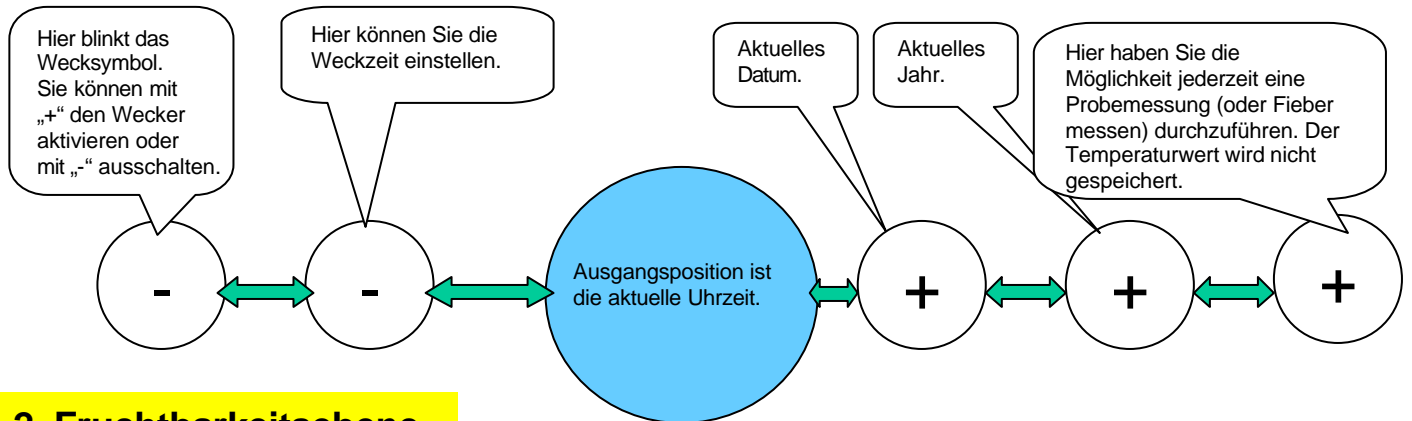 Hier blinkt das
Wecksymbol.
Sie können mit
„+“ den Wecker
aktivieren oder
mit „-“ ausschalten.
Hier können Sie die
Weckzeit einstellen.
Aktuelles
Datum.
Aktuelles
Jahr.
Hier haben Sie die
Möglichkeit jederzeit eine
Probemessung (oder Fieber
messen) durchzuführen. Der
Temperaturwert wird nicht
gespeichert.
-
-
Ausgangsposition ist
die aktuelle Uhrzeit.
+
+
+
2. Fruchtbarkeitsebene